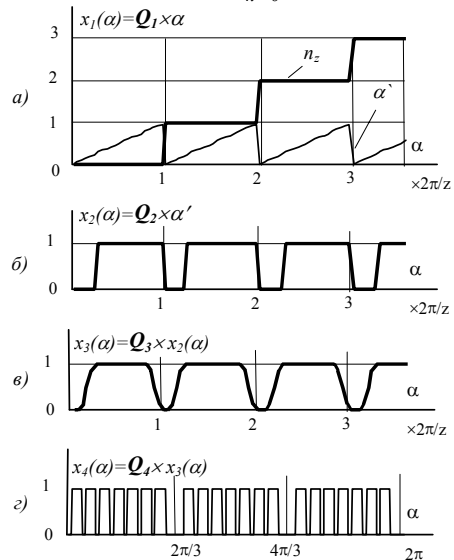 x₁(α)=Q₁×α
3
n_z
2
а)
α`
1
α
0
1 2 3
×2π/z
x₂(α)=Q₂×α′
1
б)
α
0
1 2 3
×2π/z
x₃(α)=Q₃×x₂(α)
1
в)
α
0
1 2 3
×2π/z
x₄(α)=Q₄×x₃(α)
1
г)
α
0
2π/3 4π/3 2π